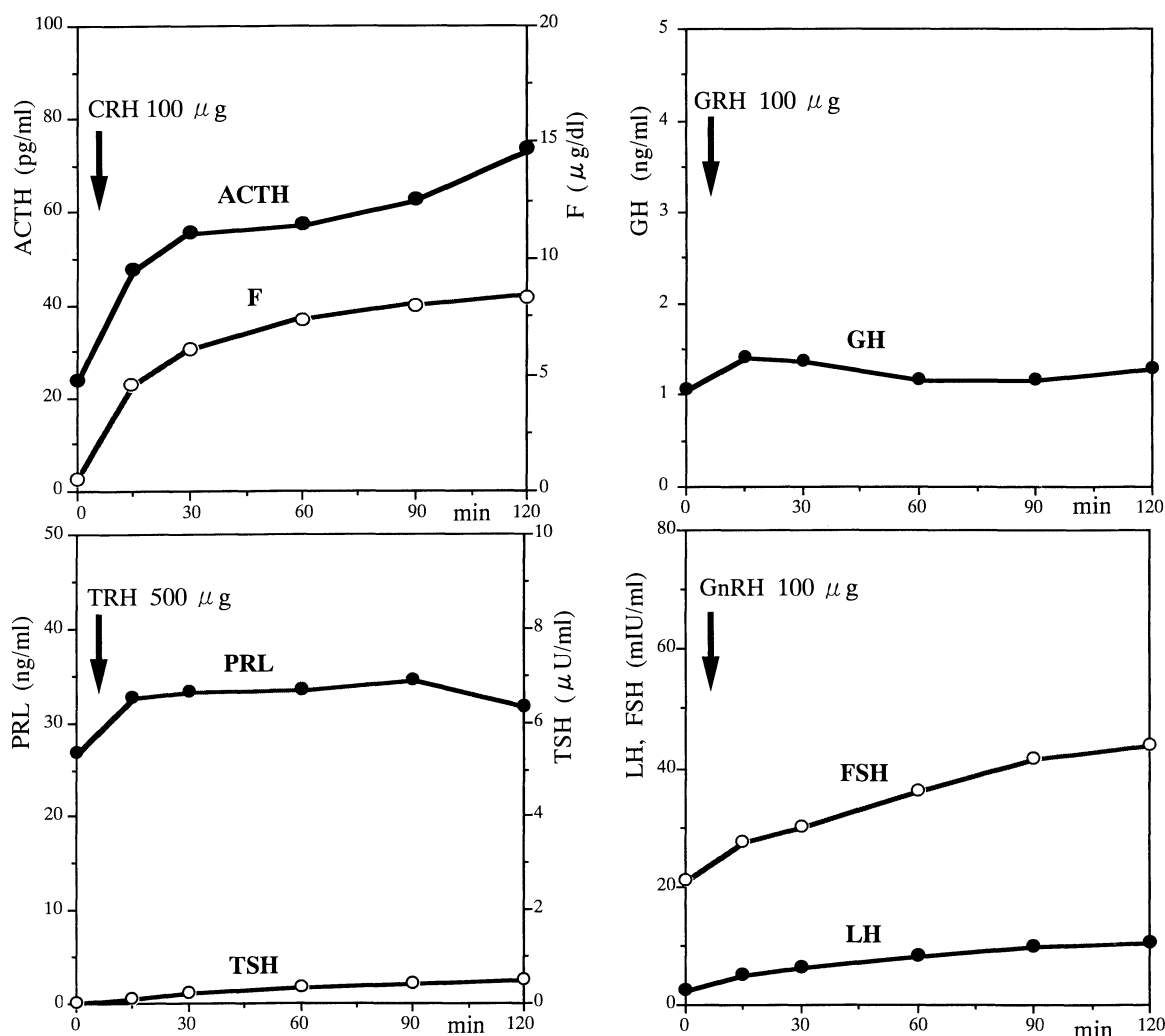 100
80
60
40
20
0
ACTH (pg/ml)
CRH 100 μg
ACTH
F
20
15
10
5
0
F (μg/dl)
0 30 60 90 min 120
5
4
3
2
1
0
GH (ng/ml)
GRH 100 μg
GH
0 30 60 90 min 120
50
40
30
20
10
0
PRL (ng/ml)
TRH 500 μg
PRL
TSH
10
8
6
4
2
0
TSH (μU/ml)
0 30 60 90 min 120
80
60
40
20
0
LH, FSH (mIU/ml)
GnRH 100 μg
FSH
LH
0 30 60 90 min 120